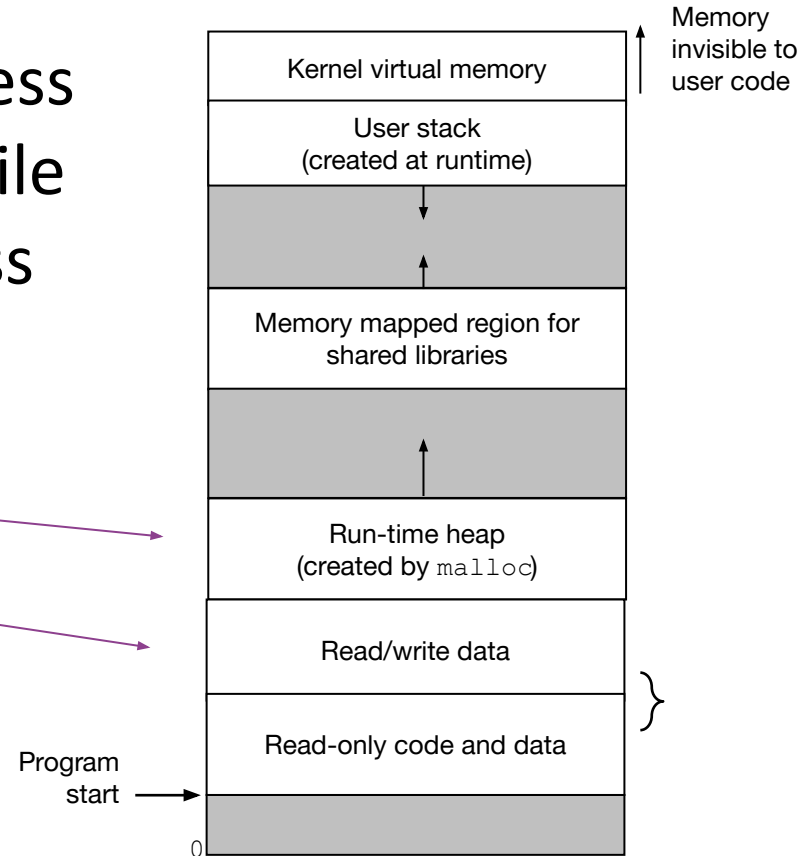 ess
ile
ss
Memory
invisible to
user code
Kernel virtual memory
User stack
(created at runtime)
Memory mapped region for
shared libraries
Run-time heap
(created by malloc)
Read/write data
Read-only code and data
Program
start
0